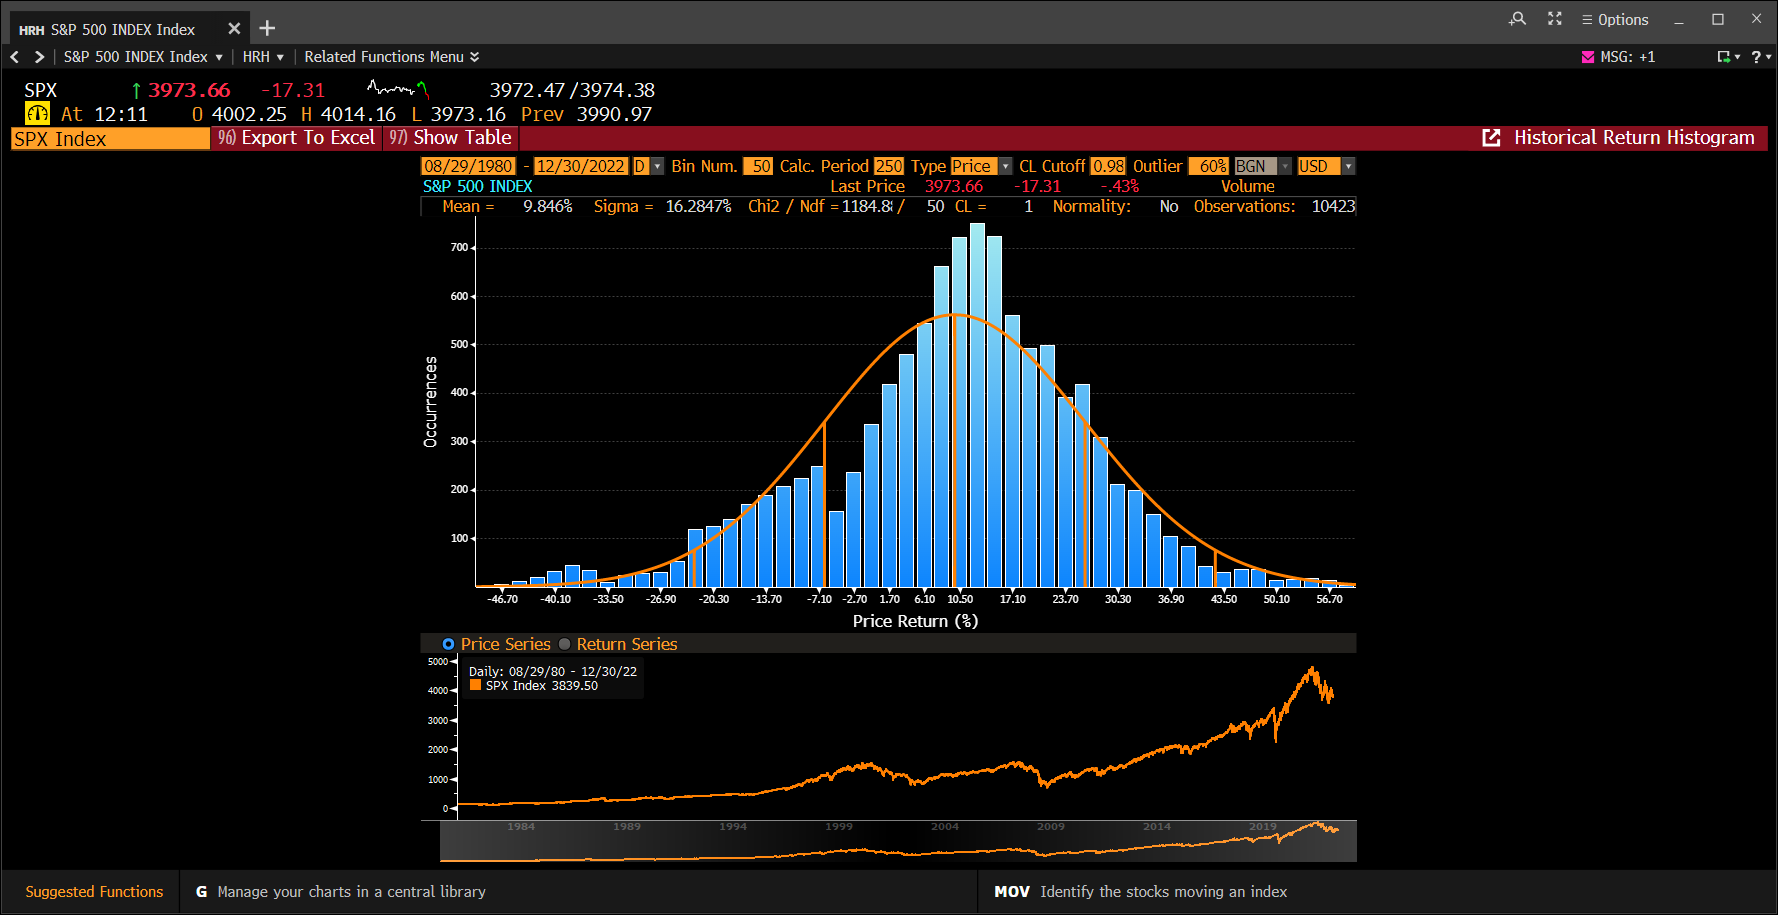 HRH S&P 500 INDEX Index
Options
S&P 500 INDEX Index HRH Related Functions Menu
MSG: +1 ?
SPX 3973.66 -17.31 3972.47/3974.38
At 12:11 O 4002.25 H 4014.16 L 3973.16 Prev 3990.97
SPX Index 96) Export To Excel 97) Show Table Historical Return Histogram
08/29/1980 - 12/30/2022 D Bin Num. 50 Calc. Period 250 Type Price CL Cutoff 0.98 Outlier 60% BGN USD
S&P 500 INDEX Last Price 3973.66 -17.31 -.43% Volume
Mean = 9.846% Sigma = 16.2847% Chi2 / Ndf = 1184.8 / 50 CL = 1 Normality: No Observations: 10423
700
600
500
400
300
200
100
Occurrences
-46.70 -40.10 -33.50 -26.90 -20.30 -13.70 -7.10 -2.70 1.70 6.10 10.50 17.10 23.70 30.30 36.90 43.50 50.10 56.70
Price Return (%)
Price Series Return Series
Daily: 08/29/80 - 12/30/22
SPX Index 3839.50
5000
4000
3000
2000
1000
0
1984 1989 1994 1999 2004 2009 2014 2019
Suggested Functions G Manage your charts in a central library MOV Identify the stocks moving an index